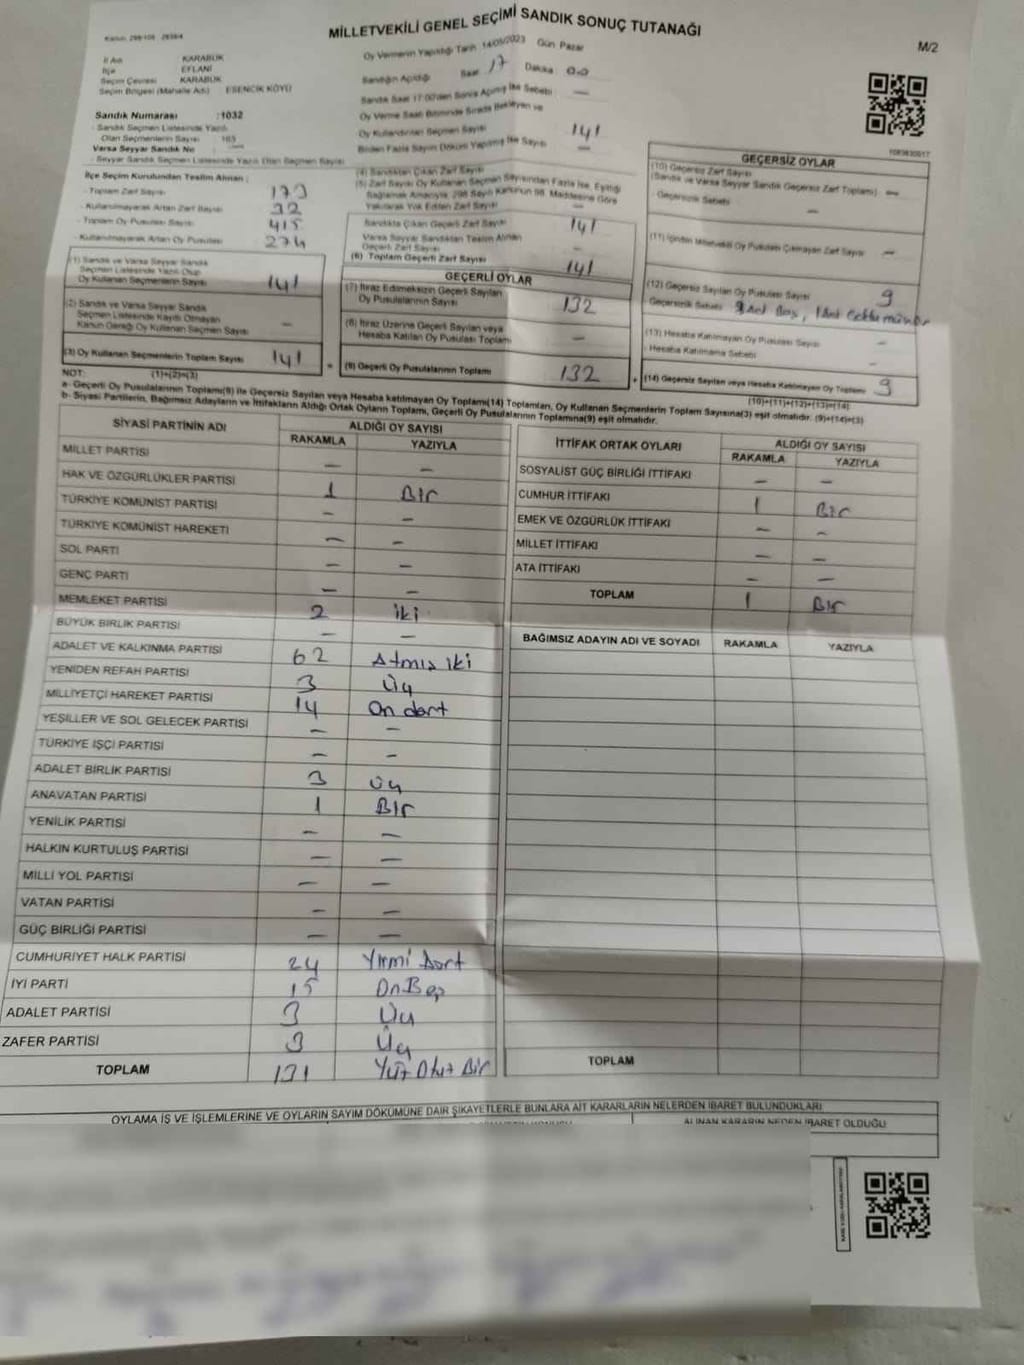 MİLLETVEKİLİ GENEL SEÇİMİ SANDIK SONUÇ TUTANAĞI
M/2
İl Adı KARABÜK
İlçe EFLANİ
Seçim Çevresi KARABÜK
Seçim Bölgesi (Mahalle Adı) ESENCİK KÖYÜ
Sandık Numarası :1032
Sandık Seçmen Listesinde Yazılı
Olan Seçmenlerin Sayısı 165
Varsa Seyyar Sandık No
Seyyar Sandık Seçmen Listesinde Yazılı Olan Seçmen Sayısı
Oy Vermenin Yapıldığı Tarih 14/05/2023 Gün Pazar
Sandığın Açıldığı Saat 17 Dakika 00
Sandık Saat 17:00'den Sonra Açılmış İse Sebebi —
Oy Verme Saati Bitiminde Sırada Bekleyen ve
Oy Kullandırılan Seçmen Sayısı 141
Birden Fazla Sayım Döküm Yapılmış İse Sayısı —
İlçe Seçim Kurulundan Teslim Alınan ;
- Toplam Zarf Sayısı 173
- Kullanılmayarak Artan Zarf Sayısı 32
- Toplam Oy Pusulası Sayısı 415
- Kullanılmayarak Artan Oy Pusulası 274
(1) Sandık ve Varsa Seyyar Sandık
Seçmen Listesinde Yazılı Olup
Oy Kullanan Seçmenlerin Sayısı 141
(2) Sandık ve Varsa Seyyar Sandık
Seçmen Listesinde Kayıtlı Olmayan
Kanun Gereği Oy Kullanan Seçmen Sayısı —
(3) Oy Kullanan Seçmenlerin Toplam Sayısı 141
(1)+(2)=(3)
(4) Sandıktan Çıkan Zarf Sayısı
(5) Zarf Sayısı Oy Kullanan Seçmen Sayısından Fazla İse, Eşitliği
Sağlamak Amacıyla, 298 Sayılı Kanunun 98. Maddesine Göre
Yakılarak Yok Edilen Zarf Sayısı —
Sandıkta Çıkan Geçerli Zarf Sayısı 141
Varsa Seyyar Sandıktan Teslim Alınan
Geçerli Zarf Sayısı —
(6) Toplam Geçerli Zarf Sayısı 141
GEÇERLİ OYLAR
(7) İtiraz Edilmeksizin Geçerli Sayılan
Oy Pusulalarının Sayısı 132
(8) İtiraz Üzerine Geçerli Sayılan veya
Hesaba Katılan Oy Pusulası Toplamı —
(9) Geçerli Oy Pusulalarının Toplamı 132
GEÇERSİZ OYLAR
(10) Geçersiz Zarf Sayısı
(Sandık ve Varsa Seyyar Sandık Geçersiz Zarf Toplamı) —
Geçersizlik Sebebi —
(11) İçinden Milletvekili Oy Pusulası Çıkmayan Zarf Sayısı —
(12) Geçersiz Sayılan Oy Pusulası Sayısı 9
Geçersizlik Sebebi
(13) Hesaba Katılmayan Oy Pusulası Sayısı —
- Hesaba Katılmama Sebebi —
(14) Geçersiz Sayılan veya Hesaba Katılmayan Oy Toplamı 9
(10)+(11)+(12)+(13)=(14)
NOT:
a- Geçerli Oy Pusulalarının Toplamı(9) ile Geçersiz Sayılan veya Hesaba katılmayan Oy Toplamı(14) Toplamları, Oy Kullanan Seçmenlerin Toplam Sayısına(3) eşit olmalıdır. (9)+(14)=(3)
b- Siyasi Partilerin, Bağımsız Adayların ve İttifakların Aldığı Ortak Oyların Toplamı, Geçerli Oy Pusulalarının Toplamına(9) eşit olmalıdır.
SİYASİ PARTİNİN ADI ALDIĞI OY SAYISI
RAKAMLA YAZIYLA
MİLLET PARTİSİ — —
HAK VE ÖZGÜRLÜKLER PARTİSİ 1 Bir
TÜRKİYE KOMÜNİST PARTİSİ — —
TÜRKİYE KOMÜNİST HAREKETİ — —
SOL PARTİ — —
GENÇ PARTİ — —
MEMLEKET PARTİSİ 2 iki
BÜYÜK BİRLİK PARTİSİ — —
ADALET VE KALKINMA PARTİSİ 62 Atmış iki
YENİDEN REFAH PARTİSİ 3 Üç
MİLLİYETÇİ HAREKET PARTİSİ 14 On dört
YEŞİLLER VE SOL GELECEK PARTİSİ — —
TÜRKİYE İŞÇİ PARTİSİ — —
ADALET BİRLİK PARTİSİ 3 Üç
ANAVATAN PARTİSİ 1 Bir
YENİLİK PARTİSİ — —
HALKIN KURTULUŞ PARTİSİ — —
MİLLİ YOL PARTİSİ — —
VATAN PARTİSİ — —
GÜÇ BİRLİĞİ PARTİSİ — —
CUMHURİYET HALK PARTİSİ 24 Yirmi Dört
İYİ PARTİ 15 On Beş
ADALET PARTİSİ 3 Üç
ZAFER PARTİSİ 3 Üç
TOPLAM 131 Yüz Otuz Bir
İTTİFAK ORTAK OYLARI ALDIĞI OY SAYISI
RAKAMLA YAZIYLA
SOSYALİST GÜÇ BİRLİĞİ İTTİFAKI — —
CUMHUR İTTİFAKI 1 Bir
EMEK VE ÖZGÜRLÜK İTTİFAKI — —
MİLLET İTTİFAKI — —
ATA İTTİFAKI — —
TOPLAM 1 Bir
BAĞIMSIZ ADAYIN ADI VE SOYADI RAKAMLA YAZIYLA
TOPLAM
OYLAMA İŞ VE İŞLEMLERİNE VE OYLARIN SAYIM DÖKÜMÜNE DAİR ŞİKAYETLERLE BUNLARA AİT KARARLARIN NELERDEN İBARET BULUNDUKLARI
ALINAN KARARIN NEDEN İBARET OLDUĞU